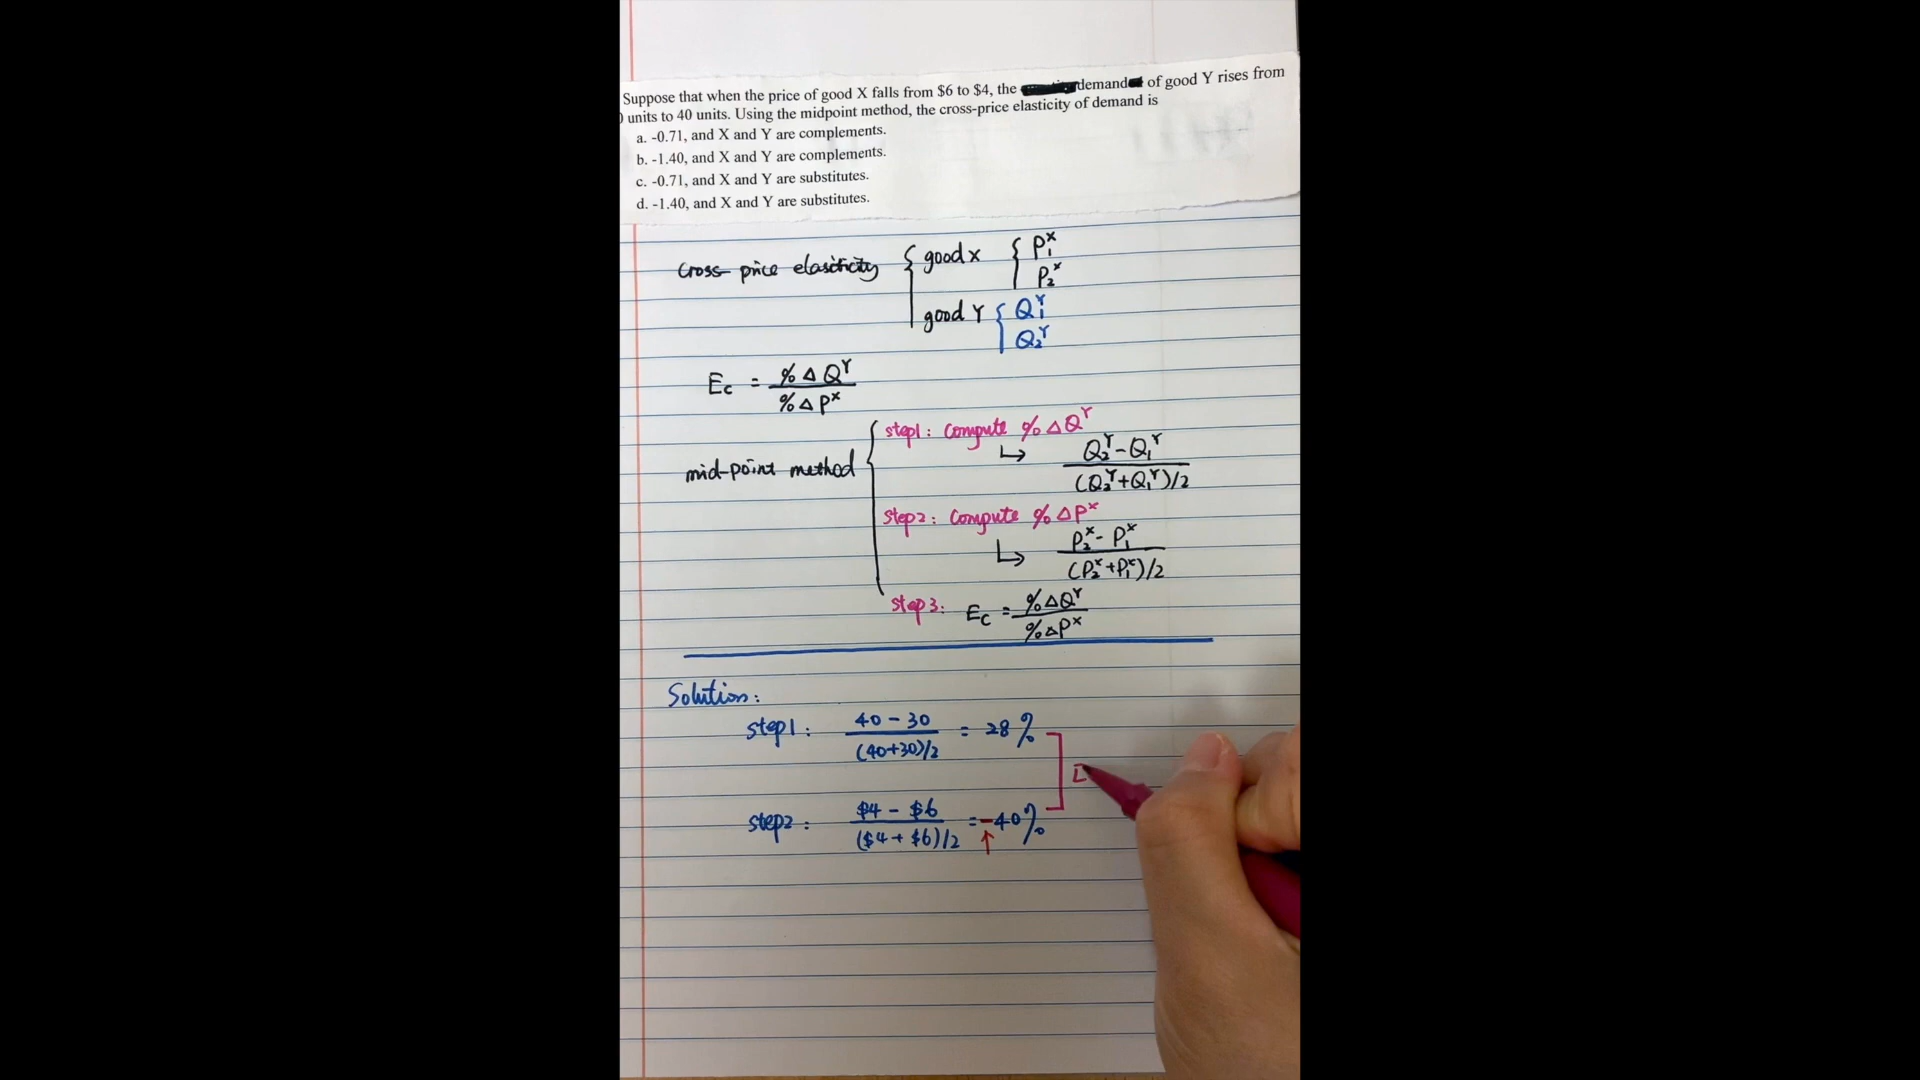 Suppose that when the price of good X falls from $6 to $4, the demand of good Y rises from
units to 40 units. Using the midpoint method, the cross-price elasticity of demand is
a. -0.71, and X and Y are complements.
b. -1.40, and X and Y are complements.
c. -0.71, and X and Y are substitutes.
d. -1.40, and X and Y are substitutes.
cross-price elasticity { good X { P₁ˣ
P₂ˣ
good Y { Q₁ʸ
Q₂ʸ
Ec = %ΔQʸ / %ΔPˣ
mid-point method {
step1: Compute %ΔQʸ
↳ (Q₂ʸ-Q₁ʸ) / ((Q₂ʸ+Q₁ʸ)/2)
step2: Compute %ΔPˣ
↳ (P₂ˣ-P₁ˣ) / ((P₂ˣ+P₁ˣ)/2)
step3: Ec = %ΔQʸ / %ΔPˣ
Solution:
step1: 40-30 / (40+30)/2 = 28%
step2: $4-$6 / ($4+$6)/2 = -40%